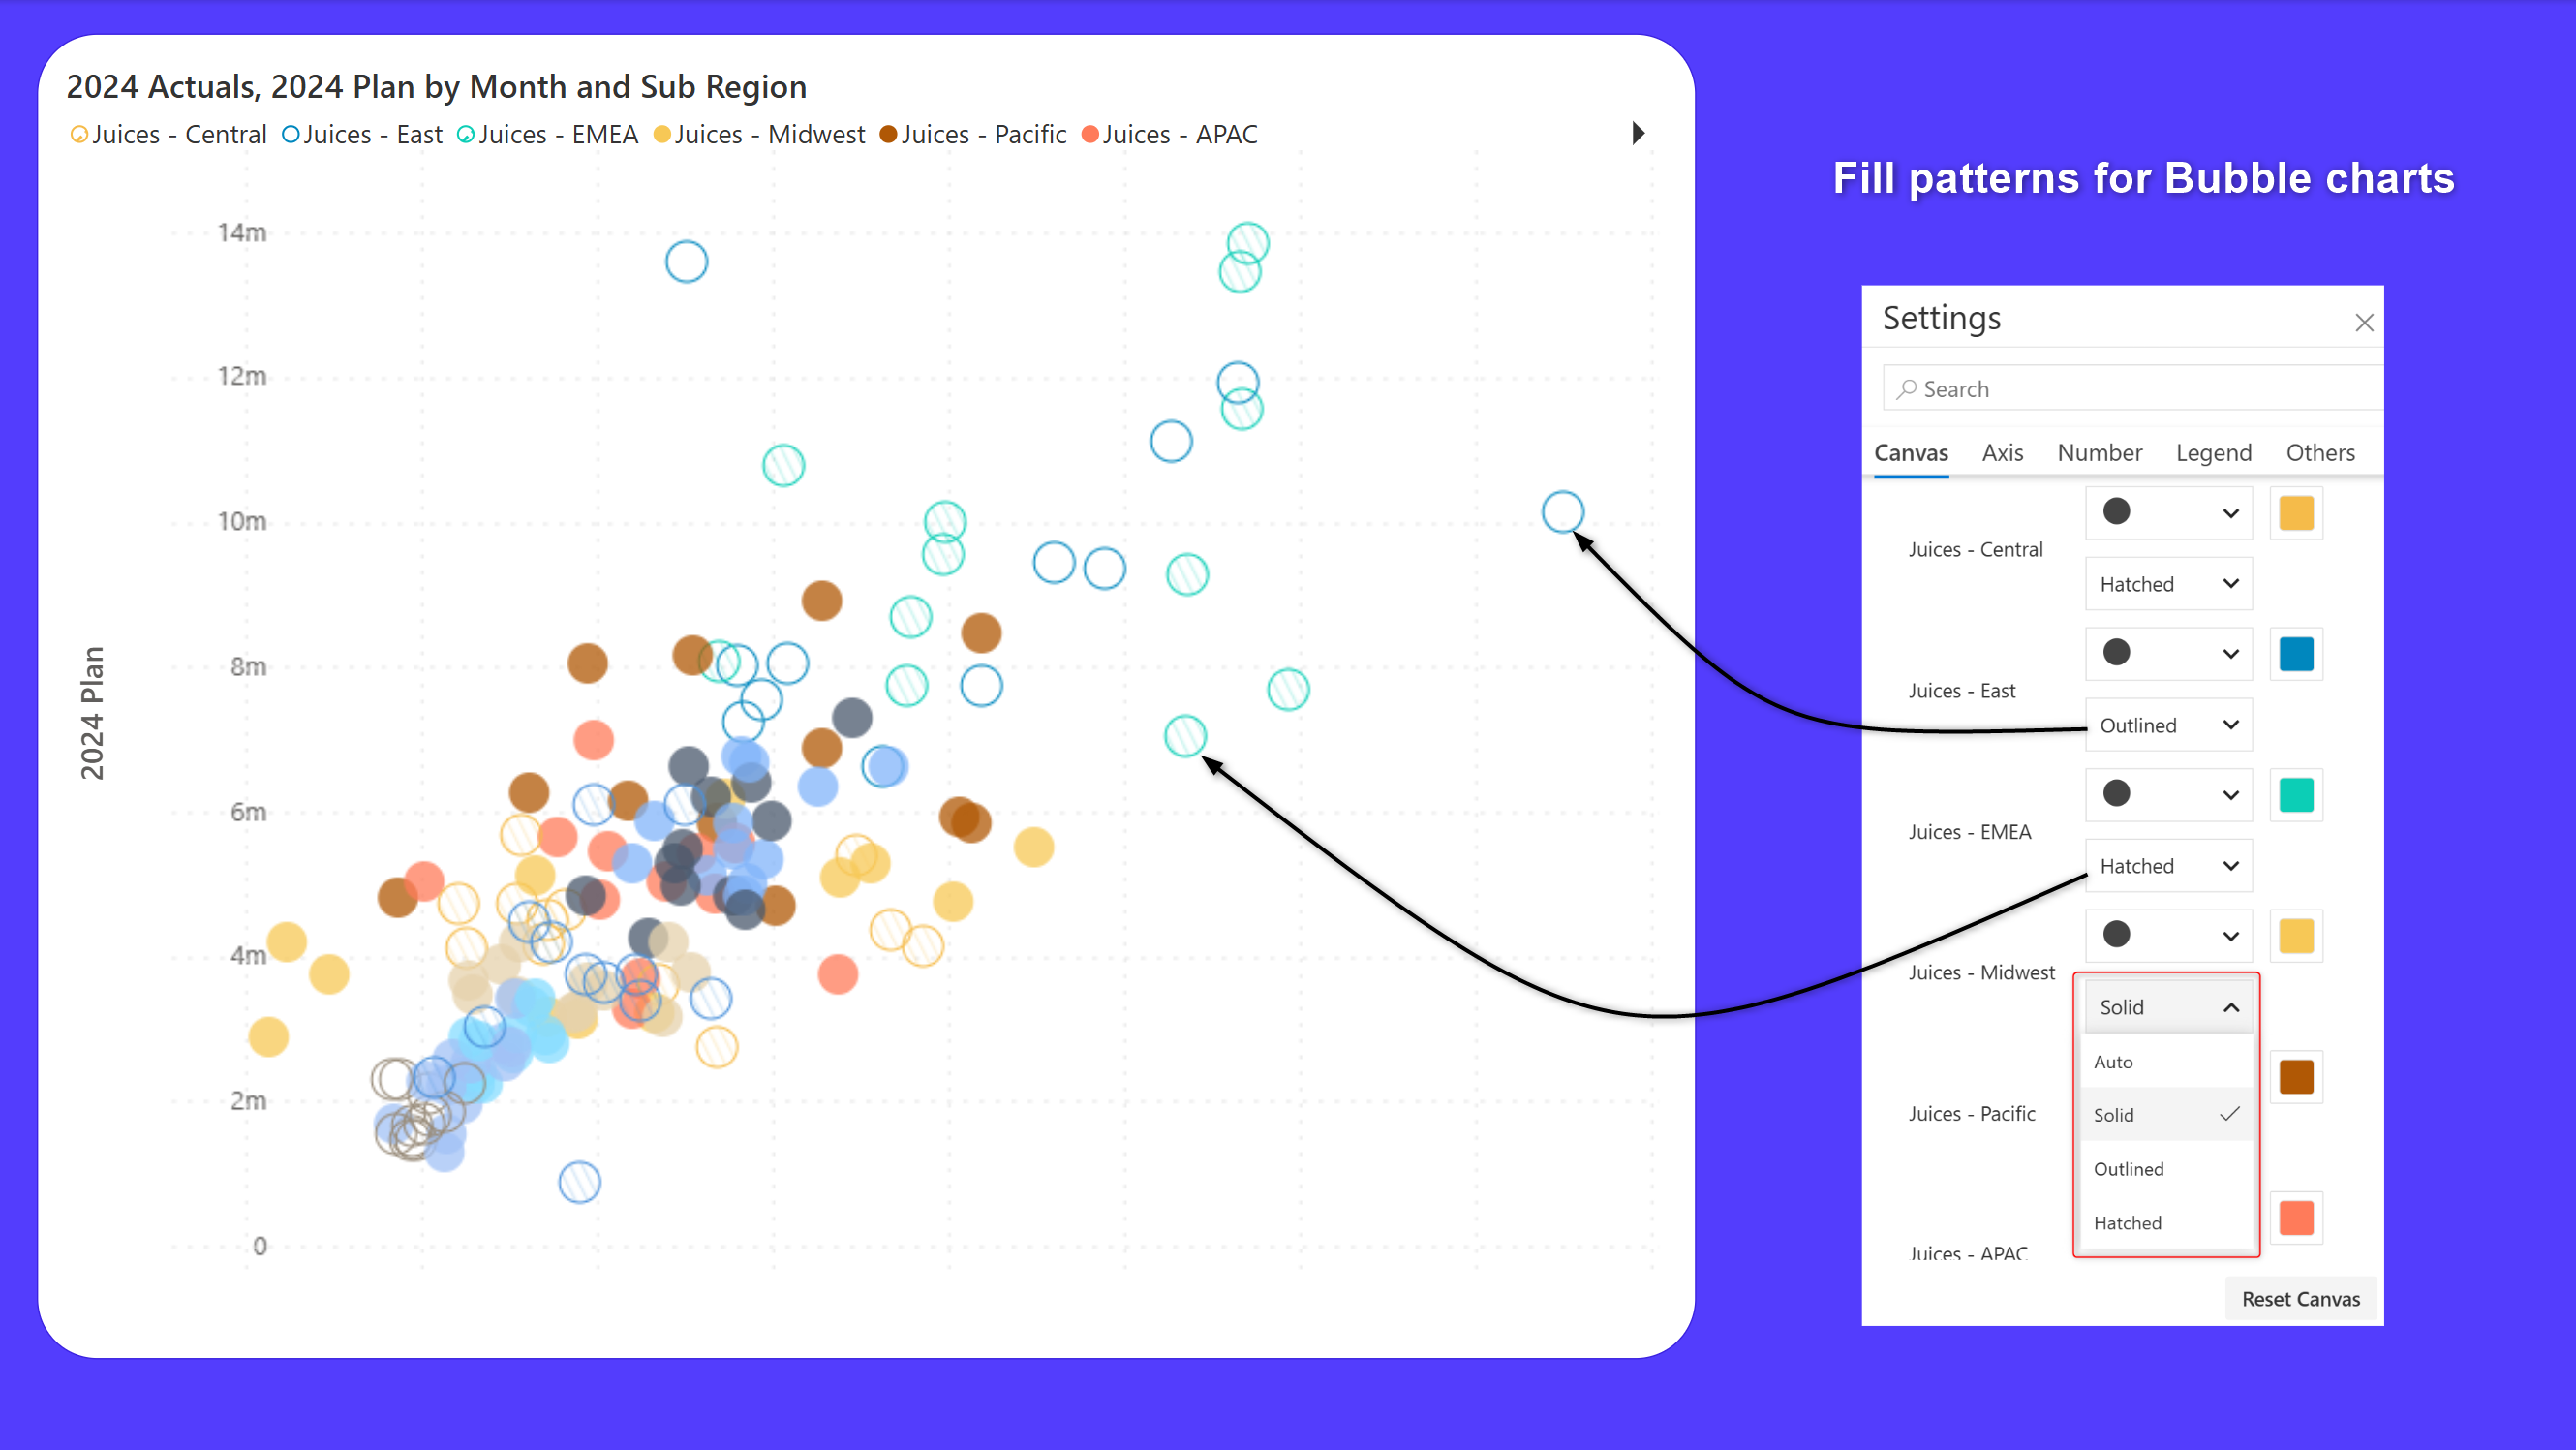 2024 Actuals, 2024 Plan by Month and Sub Region
Juices - Central Juices - East Juices - EMEA Juices - Midwest Juices - Pacific Juices - APAC
14m
12m
10m
8m
6m
4m
2m
0
2024 Plan
Fill patterns for Bubble charts
Settings
Search
Canvas Axis Number Legend Others
Juices - Central
Hatched
Juices - East
Outlined
Juices - EMEA
Hatched
Juices - Midwest
Solid
Auto
Juices - Pacific
Solid
Outlined
Hatched
Juices - APAC
Reset Canvas